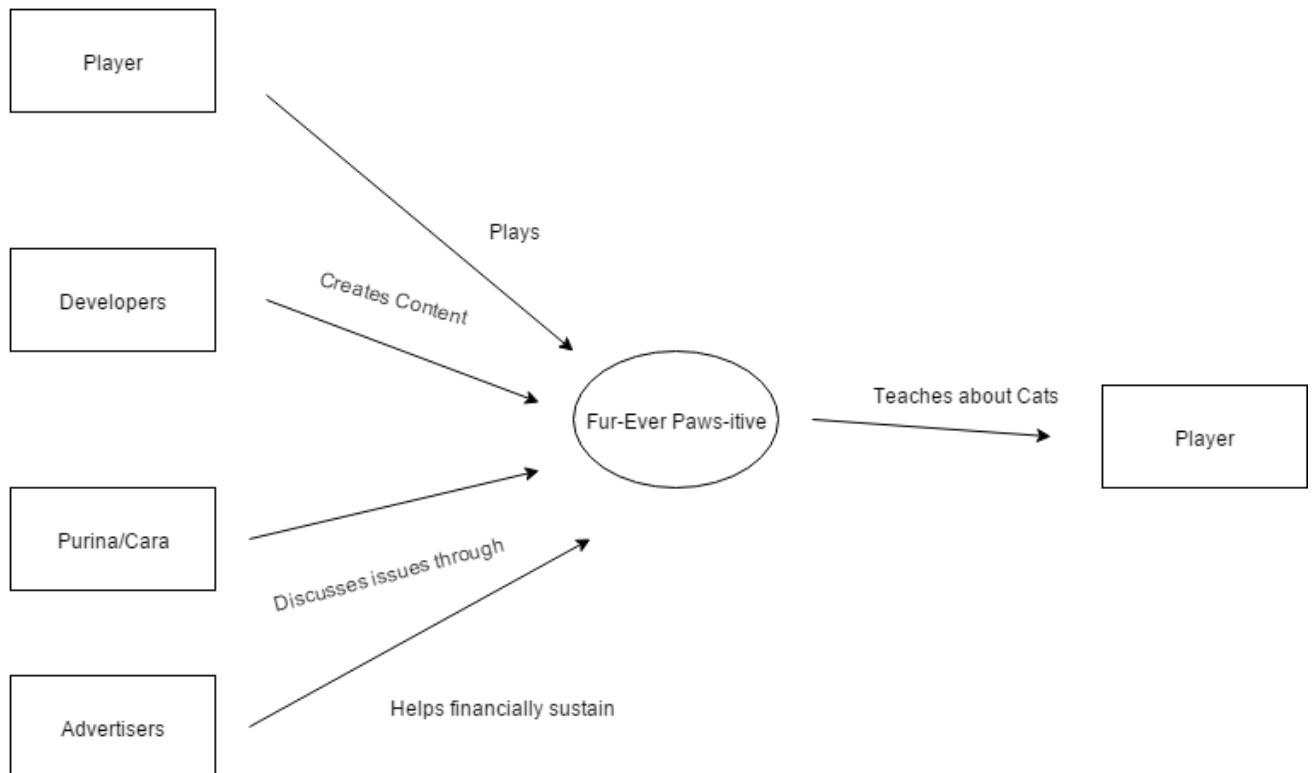 Player
Plays
Creates Content
Developers
Teaches about Cats
Fur-Ever Paws-itive
Player
Purina/Cara
Discusses issues through
Helps financially sustain
Advertisers